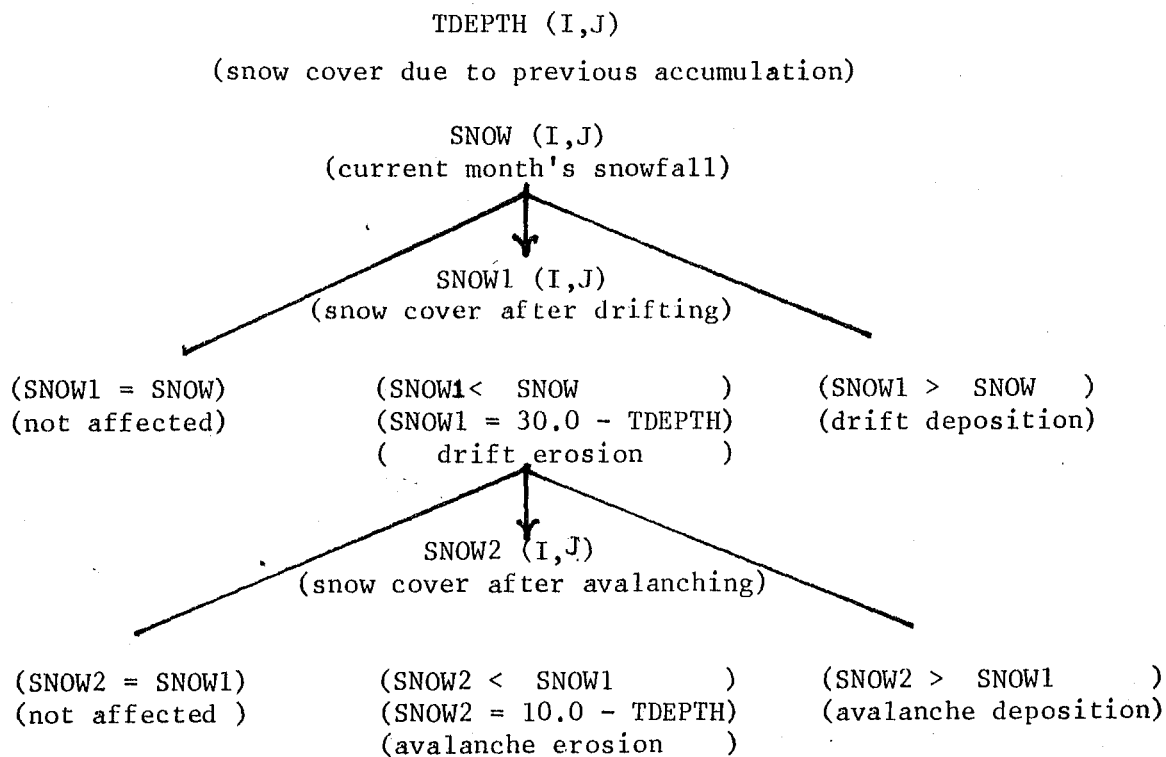 TDEPTH (I,J)
(snow cover due to previous accumulation)
SNOW (I,J)
(current month's snowfall)
SNOW1 (I,J)
(snow cover after drifting)
(SNOW1 = SNOW)
(not affected)
(SNOW1< SNOW )
(SNOW1 = 30.0 - TDEPTH)
( drift erosion )
(SNOW1 > SNOW )
(drift deposition)
SNOW2 (I,J)
(snow cover after avalanching)
(SNOW2 = SNOW1)
(not affected )
(SNOW2 < SNOW1 )
(SNOW2 = 10.0 - TDEPTH)
(avalanche erosion )
(SNOW2 > SNOW1 )
(avalanche deposition)